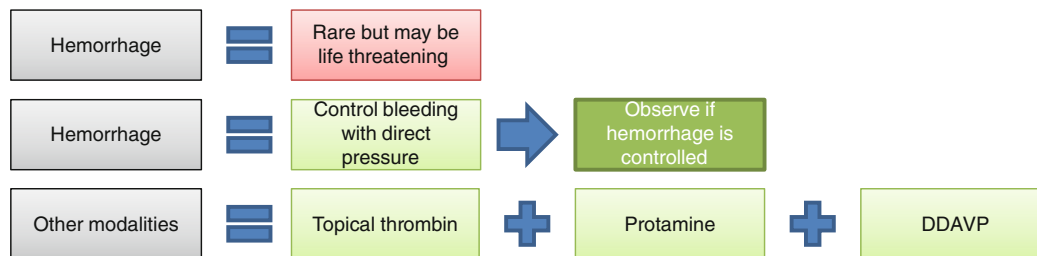 Hemorrhage
Rare but may be
life threatening
Hemorrhage
Control bleeding
with direct
pressure
Observe if
hemorrhage is
controlled
Other modalities
Topical thrombin
Protamine
DDAVP